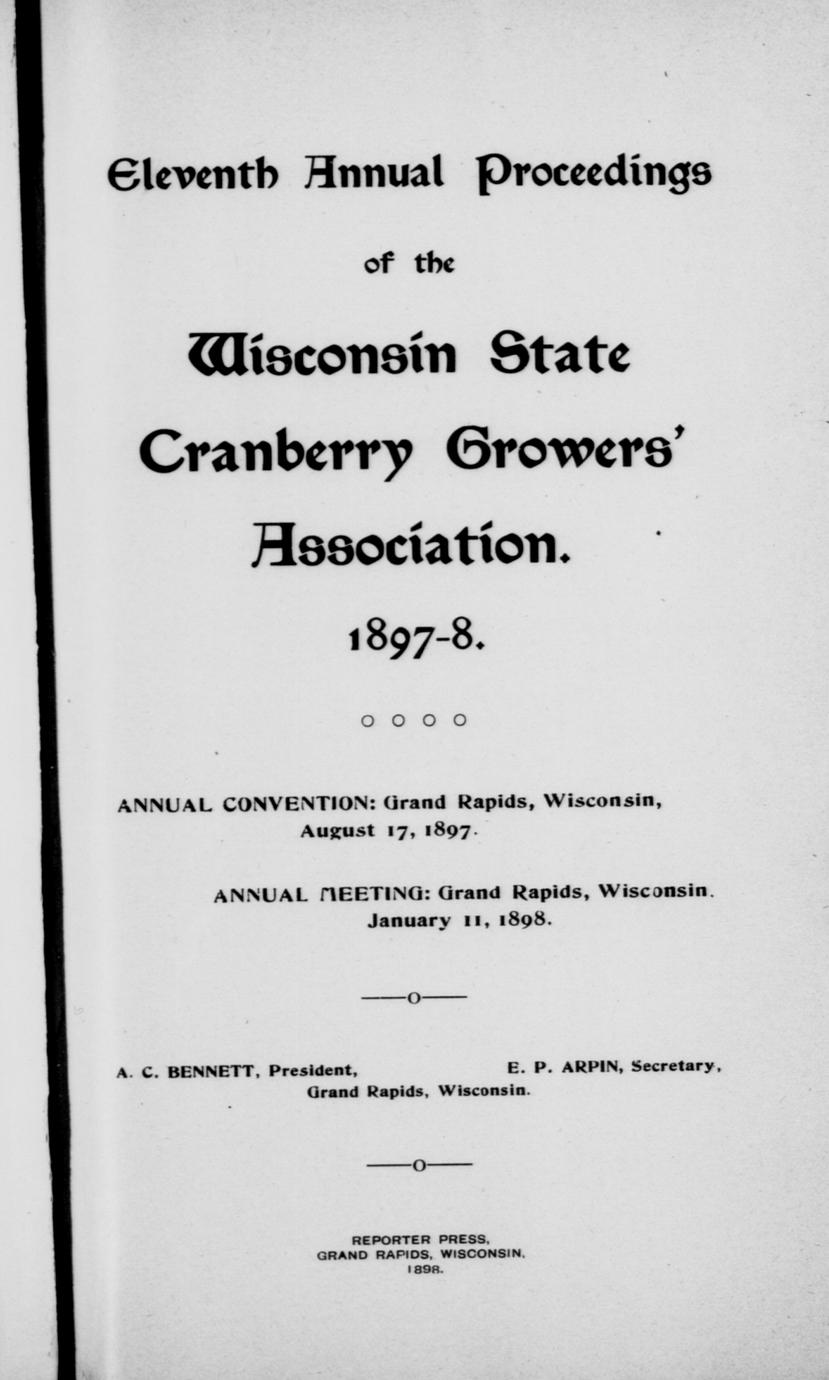 Eleventh Annual Proceedings
of the
Wisconsin State
Cranberry Growers'
Association.
1897-8.
ANNUAL CONVENTION: Grand Rapids, Wisconsin,
August 17, 1897.
ANNUAL MEETING: Grand Rapids, Wisconsin.
January 11, 1898.
A. C. BENNETT, President, E. P. ARPIN, Secretary,
Grand Rapids, Wisconsin.
REPORTER PRESS,
GRAND RAPIDS, WISCONSIN,
1898.